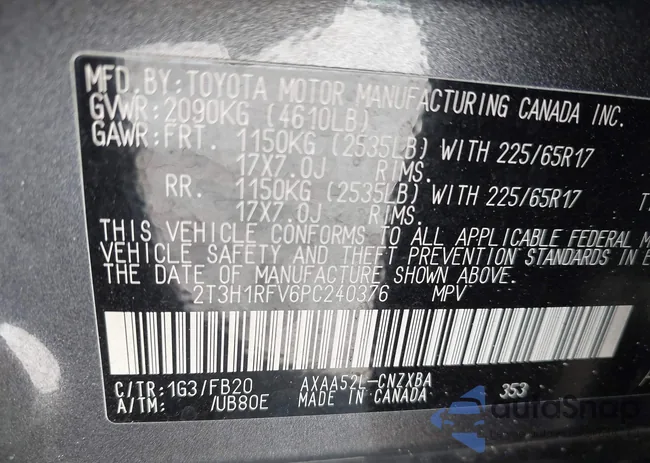 MFD. BY: TOYOTA MOTOR MANUFACTURING CANADA INC.
GVWR: 2090KG (4610LB)
GAWR: FRT. 1150KG (2535LB) WITH 225/65R17
17X7.0J RIMS.
RR. 1150KG (2535LB) WITH 225/65R17
17X7.0J RIMS.
THIS VEHICLE CONFORMS TO ALL APPLICABLE FEDERAL M
VEHICLE SAFETY AND THEFT PREVENTION STANDARDS IN E
THE DATE OF MANUFACTURE SHOWN ABOVE.
2T3H1RFV6PC240376 MPV
C/TR: 1G3/FB20 AXAA52L-CNZXBA 353
A/TM: /UB80E MADE IN CANADA
autoSnap